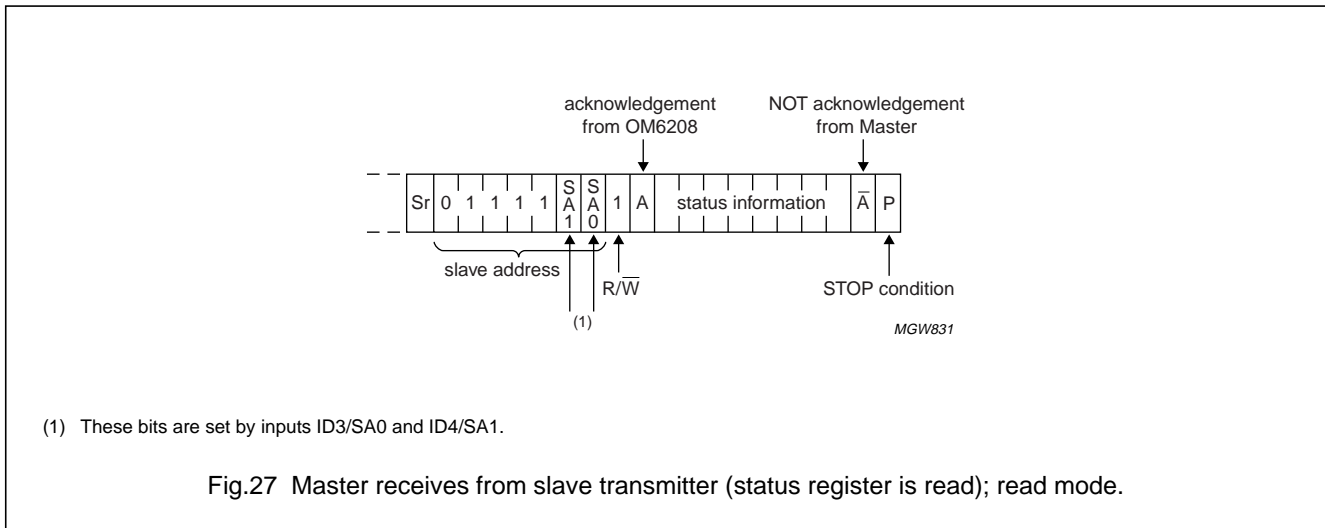 acknowledgement
from OM6208
NOT acknowledgement
from Master
Sr 0 1 1 1 1 SA1 SA0 1 A status information A̅ P
slave address
R/W̅
STOP condition
(1)
MGW831
(1) These bits are set by inputs ID3/SA0 and ID4/SA1.
Fig.27 Master receives from slave transmitter (status register is read); read mode.